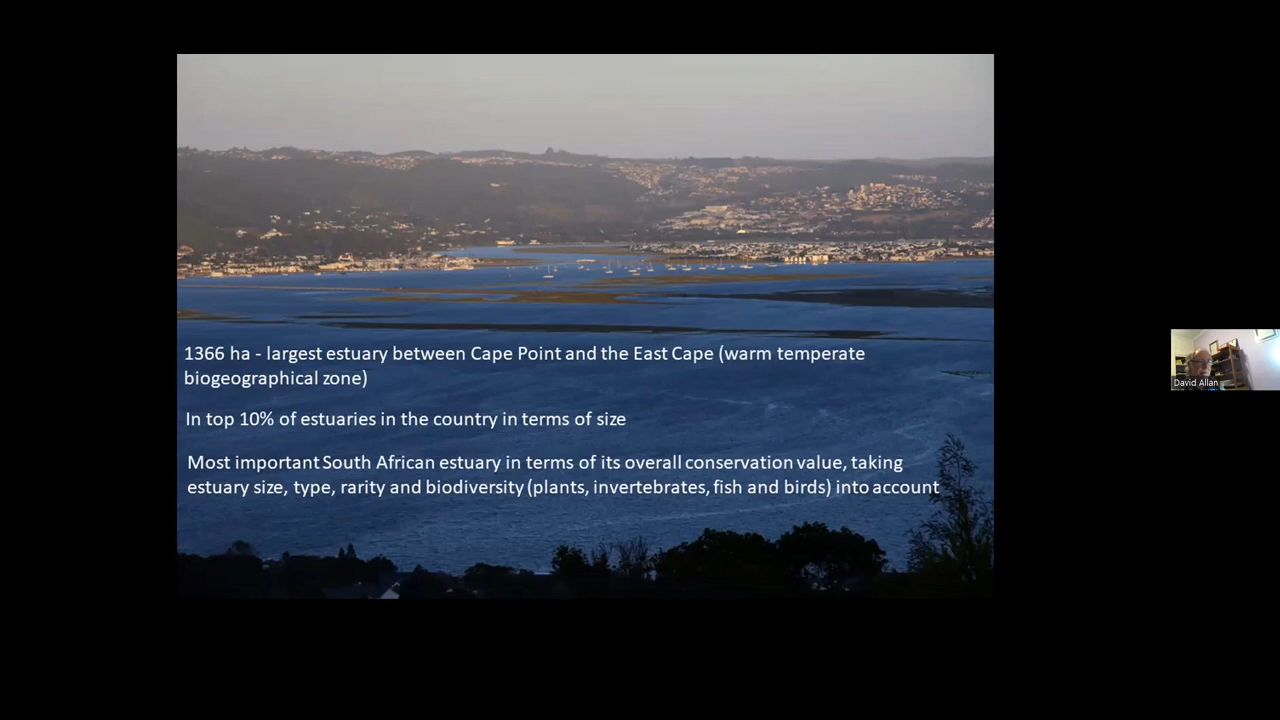 1366 ha - largest estuary between Cape Point and the East Cape (warm temperate
biogeographical zone)
In top 10% of estuaries in the country in terms of size
Most important South African estuary in terms of its overall conservation value, taking
estuary size, type, rarity and biodiversity (plants, invertebrates, fish and birds) into account
David Allan